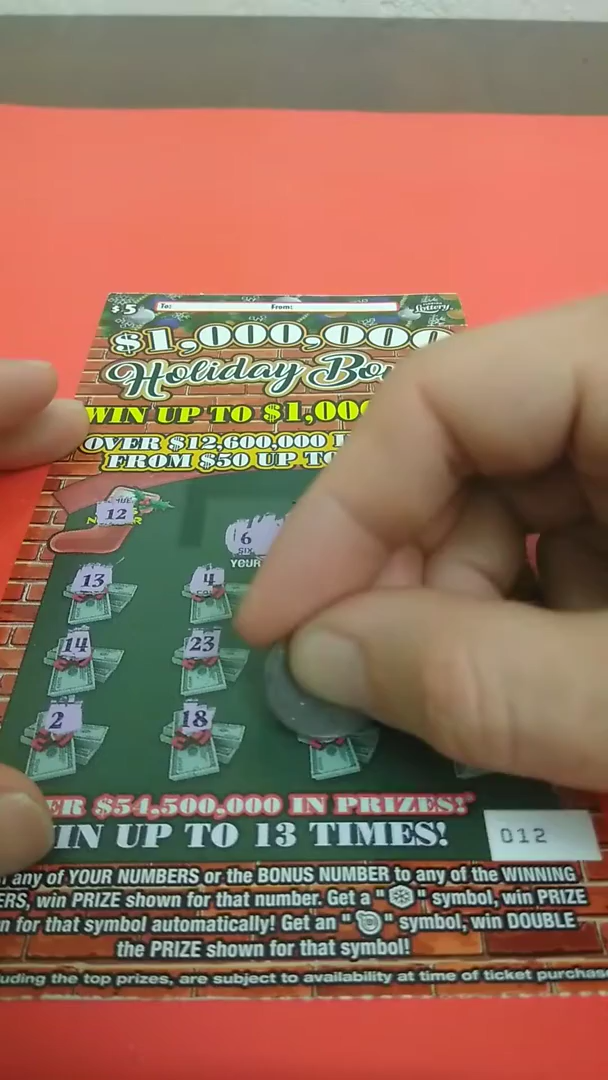 $5 To: From: Lottery
$1,000,000
Holiday
WIN UP TO $1,00
OVER $12,600,000
FROM $50 UP TO
12
6
SIX
YOUR
13 4
14 23
2 18
ER $54,500,000 IN PRIZES!*
IN UP TO 13 TIMES!
012
any of YOUR NUMBERS or the BONUS NUMBER to any of the WINNING
ERS, win PRIZE shown for that number. Get a " " symbol, win PRIZE
n for that symbol automatically! Get an " " symbol, win DOUBLE
the PRIZE shown for that symbol!
uding the top prizes, are subject to availability at time of ticket purchase